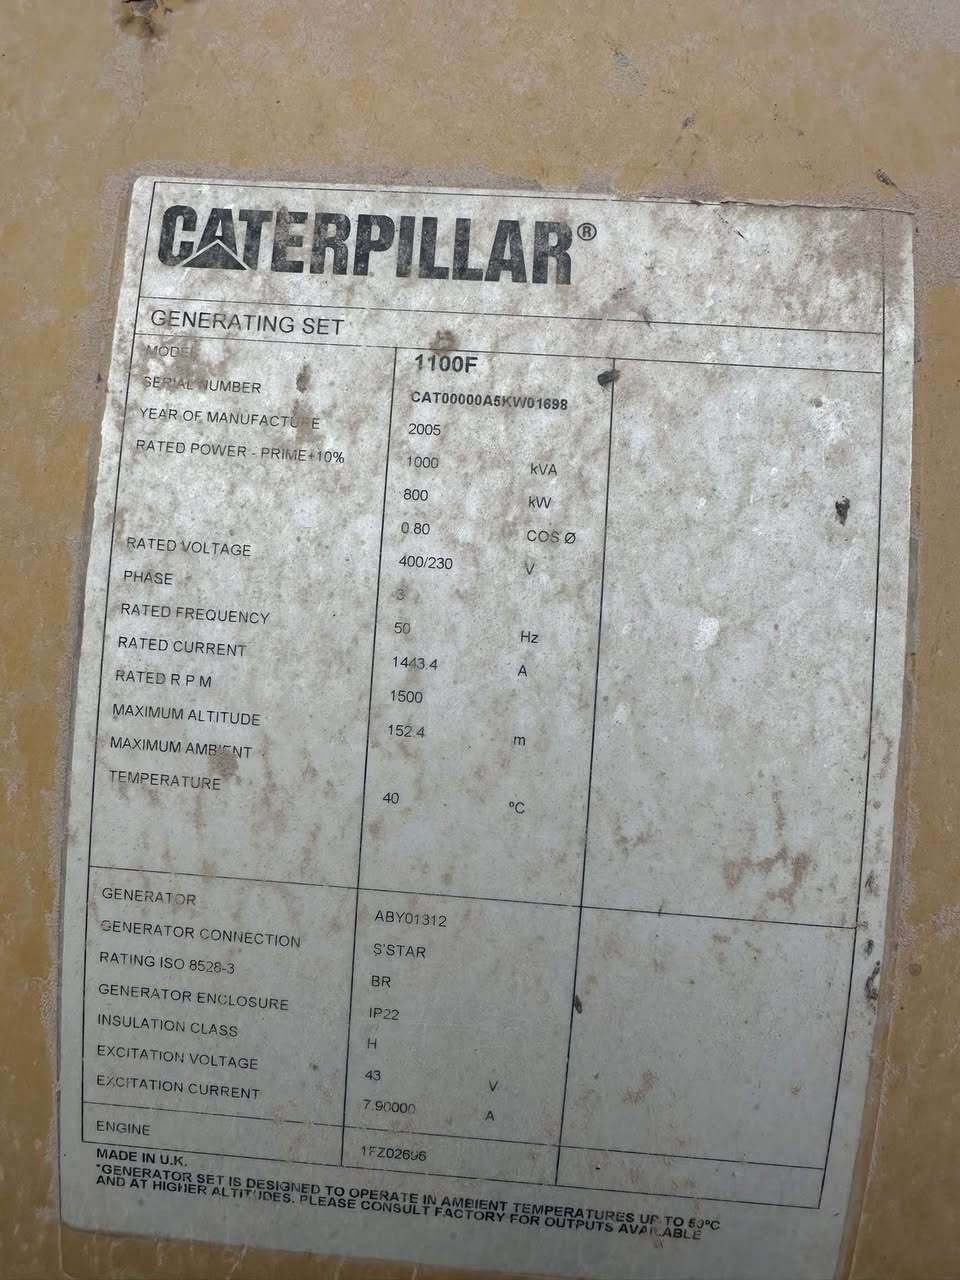 CATERPILLAR®
GENERATING SET
MODEL 1100F
SERIAL NUMBER CAT00000A5KW01698
YEAR OF MANUFACTURE 2005
RATED POWER - PRIME+10% 1000 kVA
800 kW
0.80 COS Ø
RATED VOLTAGE 400/230 V
PHASE 3
RATED FREQUENCY 50 Hz
RATED CURRENT 1443.4 A
RATED R P M 1500
MAXIMUM ALTITUDE 152.4 m
MAXIMUM AMBIENT
TEMPERATURE 40 ºC
GENERATOR ABY01312
GENERATOR CONNECTION S'STAR
RATING ISO 8528-3 BR
GENERATOR ENCLOSURE IP22
INSULATION CLASS H
EXCITATION VOLTAGE 43 V
EXCITATION CURRENT 7.90000 A
ENGINE 1FZ02696
MADE IN U.K.
"GENERATOR SET IS DESIGNED TO OPERATE IN AMBIENT TEMPERATURES UP TO 50ºC
AND AT HIGHER ALTITUDES. PLEASE CONSULT FACTORY FOR OUTPUTS AVAILABLE